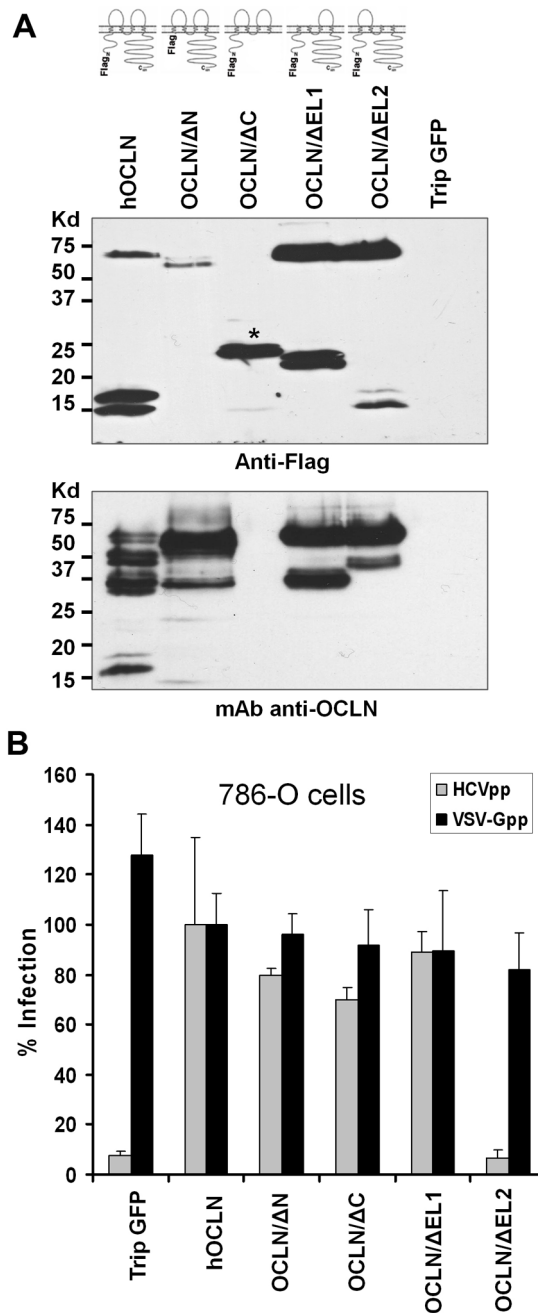 A
Flag
Flag
Flag
Flag
Flag
hOCLN
OCLN/ΔN
OCLN/ΔC
OCLN/ΔEL1
OCLN/ΔEL2
Trip GFP
Kd
75
50
37
25
20
15
*
Anti-Flag
Kd
75
50
37
25
20
15
mAb anti-OCLN
B
786-O cells
HCVpp
VSV-Gpp
% Infection
160
140
120
100
80
60
40
20
0
Trip GFP
hOCLN
OCLN/ΔN
OCLN/ΔC
OCLN/ΔEL1
OCLN/ΔEL2